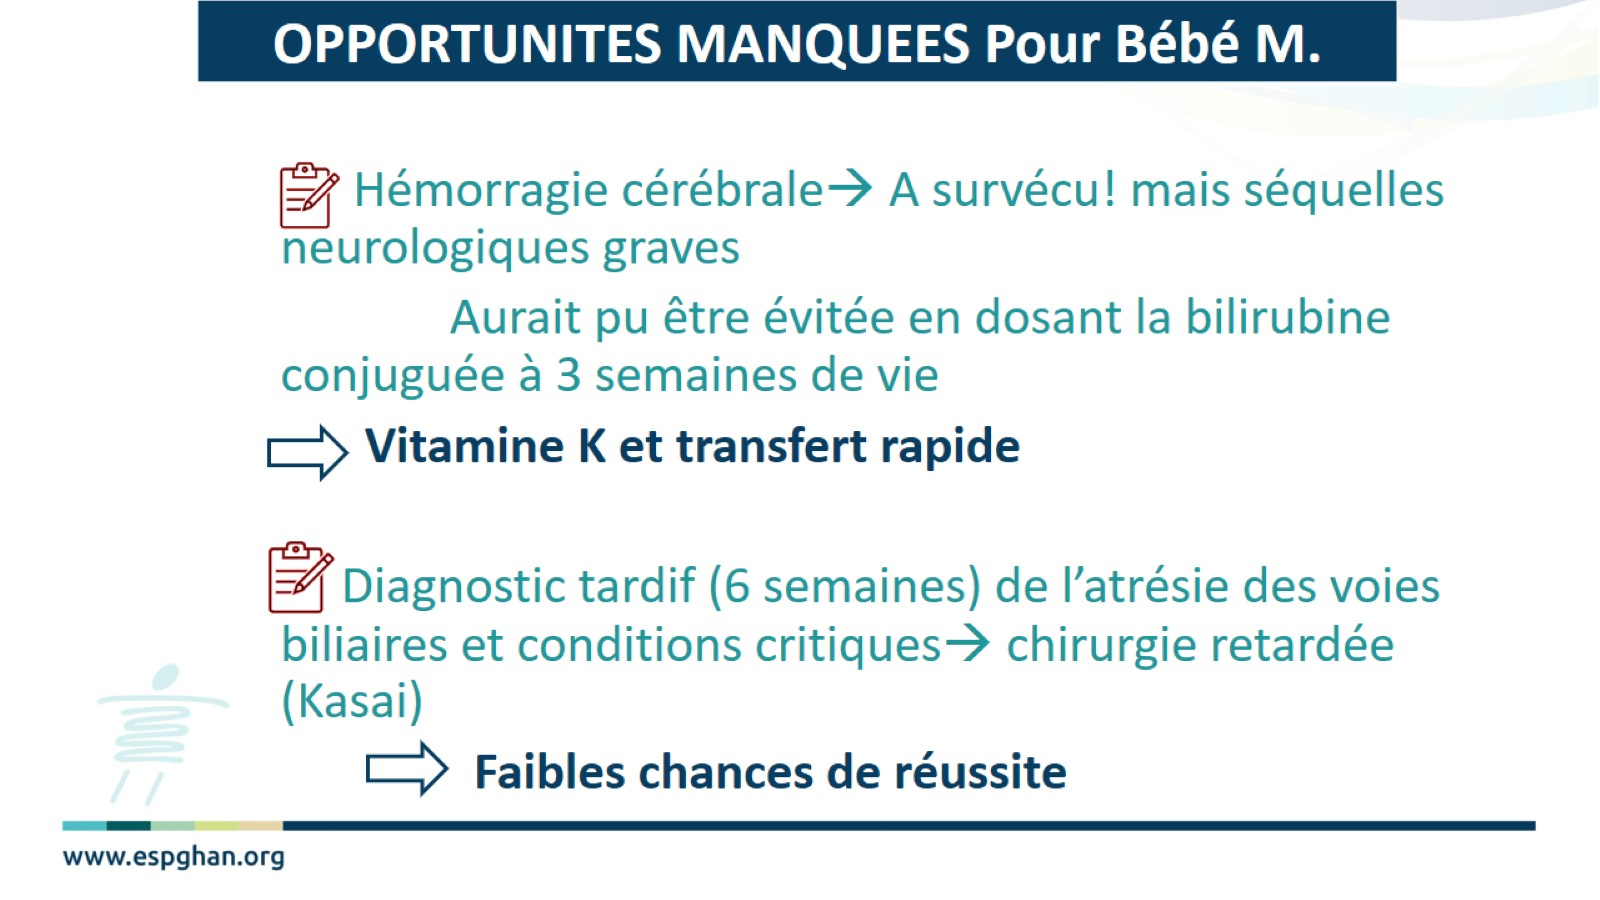 OPPORTUNITES MANQUEES Pour Bébé M.
Hémorragie cérébrale→ A survécu! mais séquelles
neurologiques graves
Aurait pu être évitée en dosant la bilirubine
conjuguée à 3 semaines de vie
Vitamine K et transfert rapide
Diagnostic tardif (6 semaines) de l’atrésie des voies
biliaires et conditions critiques→ chirurgie retardée
(Kasai)
Faibles chances de réussite
www.espghan.org